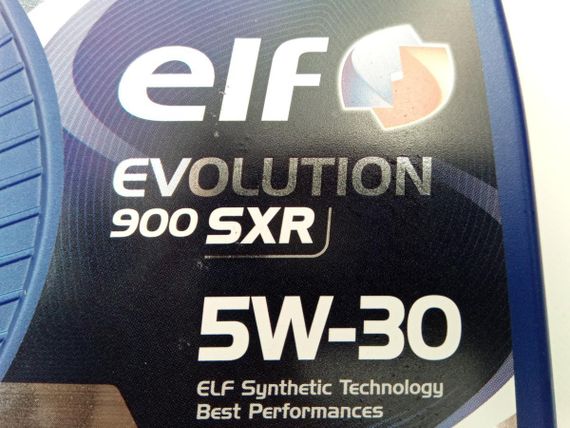 elf
EVOLUTION
900 SXR
5W-30
ELF Synthetic Technology
Best Performances